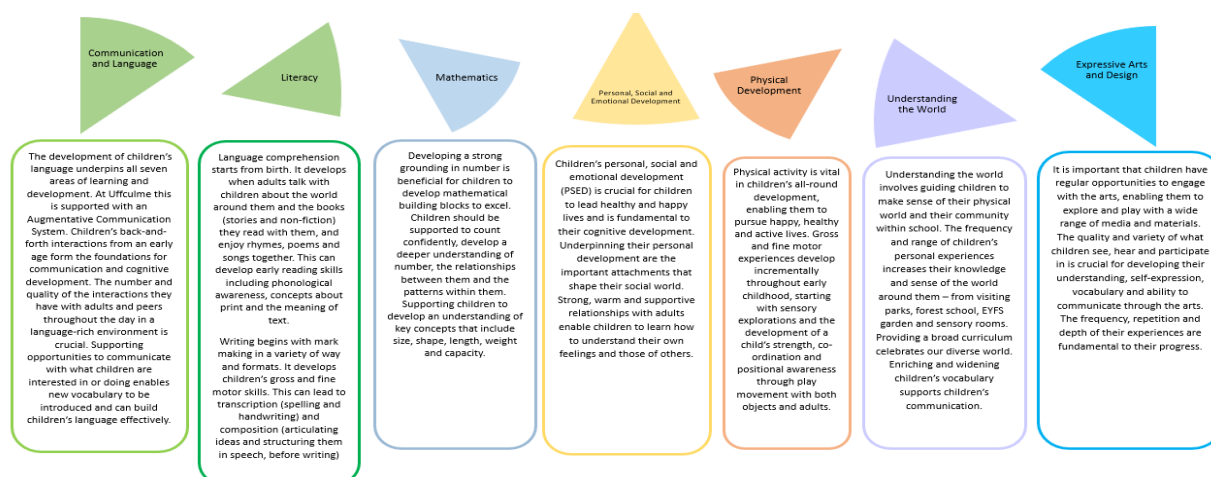 Communication
and Language
The development of children's
language underpins all seven
areas of learning and
development. At Uffculme this
is supported with an
Augmentative Communication
System. Children's back-and-
forth interactions from an early
age form the foundations for
communication and cognitive
development. The number and
quality of the interactions they
have with adults and peers
throughout the day in a
language-rich environment is
crucial. Supporting
opportunities to communicate
with what children are
interested in or doing enables
new vocabulary to be
introduced and can build
children's language effectively.
Literacy
Language comprehension
starts from birth. It develops
when adults talk with
children about the world
around them and the books
(stories and non-fiction)
they read with them, and
enjoy rhymes, poems and
songs together. This can
develop early reading skills
including phonological
awareness, concepts about
print and the meaning of
text.
Writing begins with mark
making in a variety of way
and formats. It develops
children's gross and fine
motor skills. This can lead to
transcription (spelling and
handwriting) and
composition (articulating
ideas and structuring them
in speech, before writing)
Mathematics
Developing a strong
grounding in number is
beneficial for children to
develop mathematical
building blocks to excel.
Children should be
supported to count
confidently, develop a
deeper understanding of
number, the relationships
between them and the
patterns within them.
Supporting children to
develop an understanding of
key concepts that include
size, shape, length, weight
and capacity.
Personal, Social and
Emotional Development
Children's personal, social and
emotional development
(PSED) is crucial for children
to lead healthy and happy
lives and is fundamental to
their cognitive development.
Underpinning their personal
development are the
important attachments that
shape their social world.
Strong, warm and supportive
relationships with adults
enable children to learn how
to understand their own
feelings and those of others.
Physical
Development
Physical activity is vital
in children's all-round
development,
enabling them to
pursue happy, healthy
and active lives. Gross
and fine motor
experiences develop
incrementally
throughout early
childhood, starting
with sensory
explorations and the
development of a
child's strength, co-
ordination and
positional awareness
through play
movement with both
objects and adults.
Understanding
the World
Understanding the world
involves guiding children to
make sense of their physical
world and their community
within school. The frequency
and range of children's
personal experiences
increases their knowledge
and sense of the world
around them – from visiting
parks, forest school, EYFS
garden and sensory rooms.
Providing a broad curriculum
celebrates our diverse world.
Enriching and widening
children's vocabulary
supports children's
communication.
Expressive Arts
and Design
It is important that children have
regular opportunities to engage
with the arts, enabling them to
explore and play with a wide
range of media and materials.
The quality and variety of what
children see, hear and participate
in is crucial for developing their
understanding, self-expression,
vocabulary and ability to
communicate through the arts.
The frequency, repetition and
depth of their experiences are
fundamental to their progress.